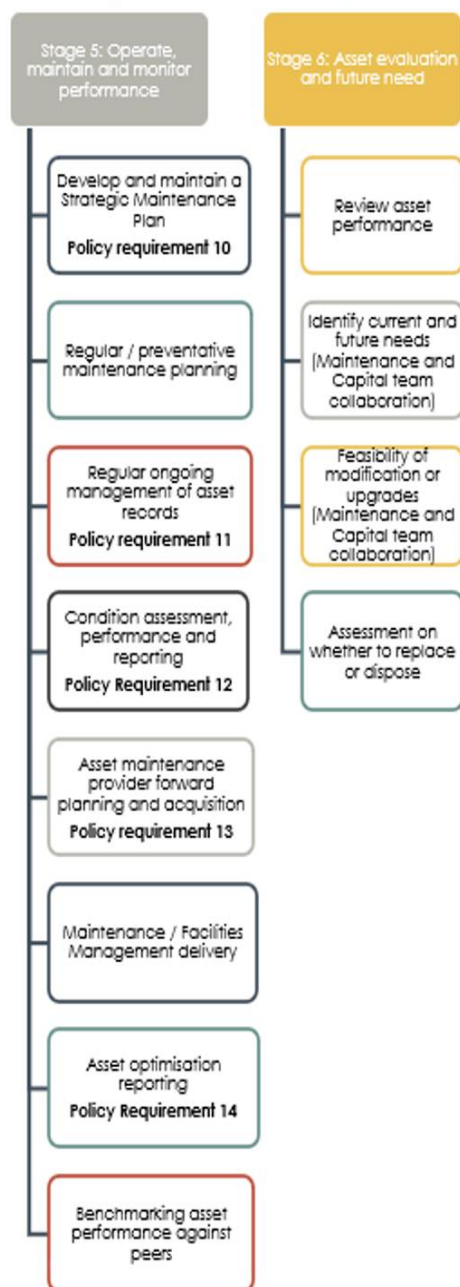 Stage 5: Operate,
maintain and monitor
performance
Develop and maintain a
Strategic Maintenance
Plan
Policy requirement 10
Regular / preventative
maintenance planning
Regular ongoing
management of asset
records
Policy requirement 11
Condition assessment,
performance and
reporting
Policy Requirement 12
Asset maintenance
provider forward
planning and acquisition
Policy requirement 13
Maintenance / Facilities
Management delivery
Asset optimisation
reporting
Policy Requirement 14
Benchmarking asset
performance against
peers
Stage 6: Asset evaluation
and future need
Review asset
performance
Identify current and
future needs
(Maintenance and
Capital team
collaboration)
Feasibility of
modification or
upgrades
(Maintenance and
Capital team
collaboration)
Assessment on
whether to replace
or dispose